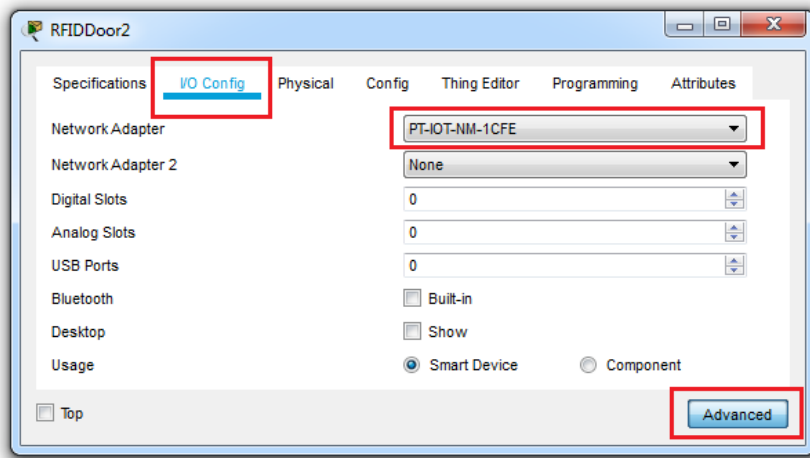 RFIDDoor2
Specifications I/O Config Physical Config Thing Editor Programming Attributes
Network Adapter PT-IOT-NM-1CFE
Network Adapter 2 None
Digital Slots 0
Analog Slots 0
USB Ports 0
Bluetooth Built-in
Desktop Show
Usage Smart Device Component
Top Advanced